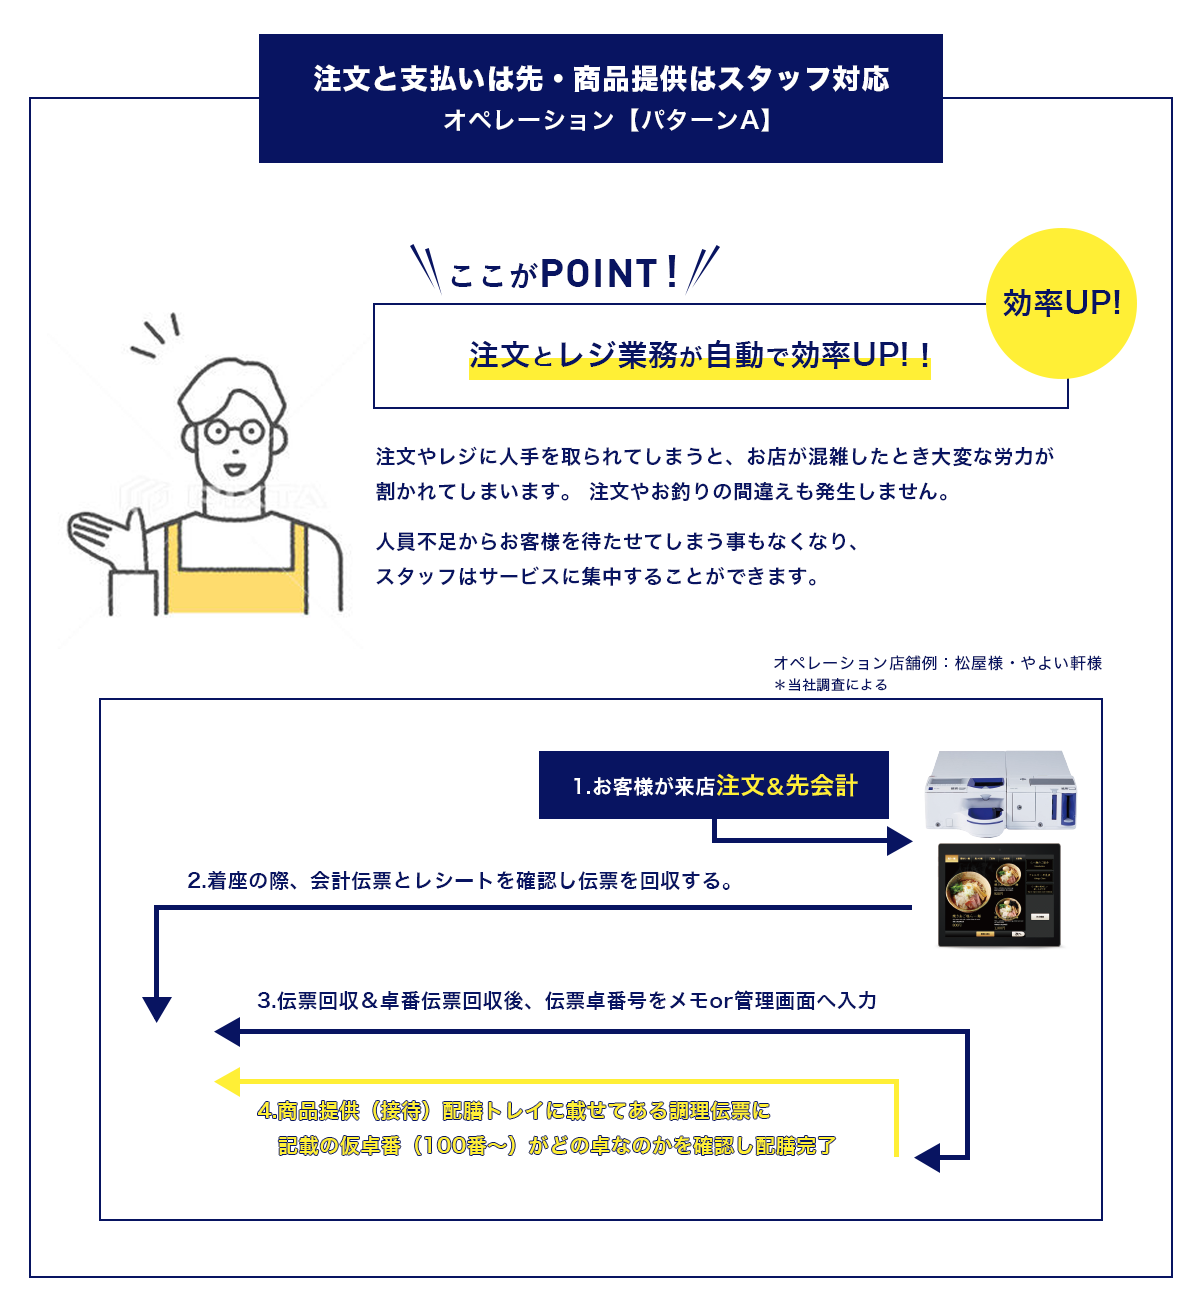 注文と支払いは先・商品提供はスタッフ対応
オペレーション【パターンA】
ここがPOINT！
効率UP!
注文とレジ業務が自動で効率UP!！
注文やレジに人手を取られてしまうと、お店が混雑したとき大変な労力が
割かれてしまいます。 注文やお釣りの間違えも発生しません。
人員不足からお客様を待たせてしまう事もなくなり、
スタッフはサービスに集中することができます。
オペレーション店舗例：松屋様・やよい軒様
＊当社調査による
1.お客様が来店注文&先会計
2.着座の際、会計伝票とレシートを確認し伝票を回収する。
3.伝票回収＆卓番伝票回収後、伝票卓番号をメモor管理画面へ入力
4.商品提供（接待）配膳トレイに載せてある調理伝票に
記載の仮卓番（100番〜）がどの卓なのかを確認し配膳完了